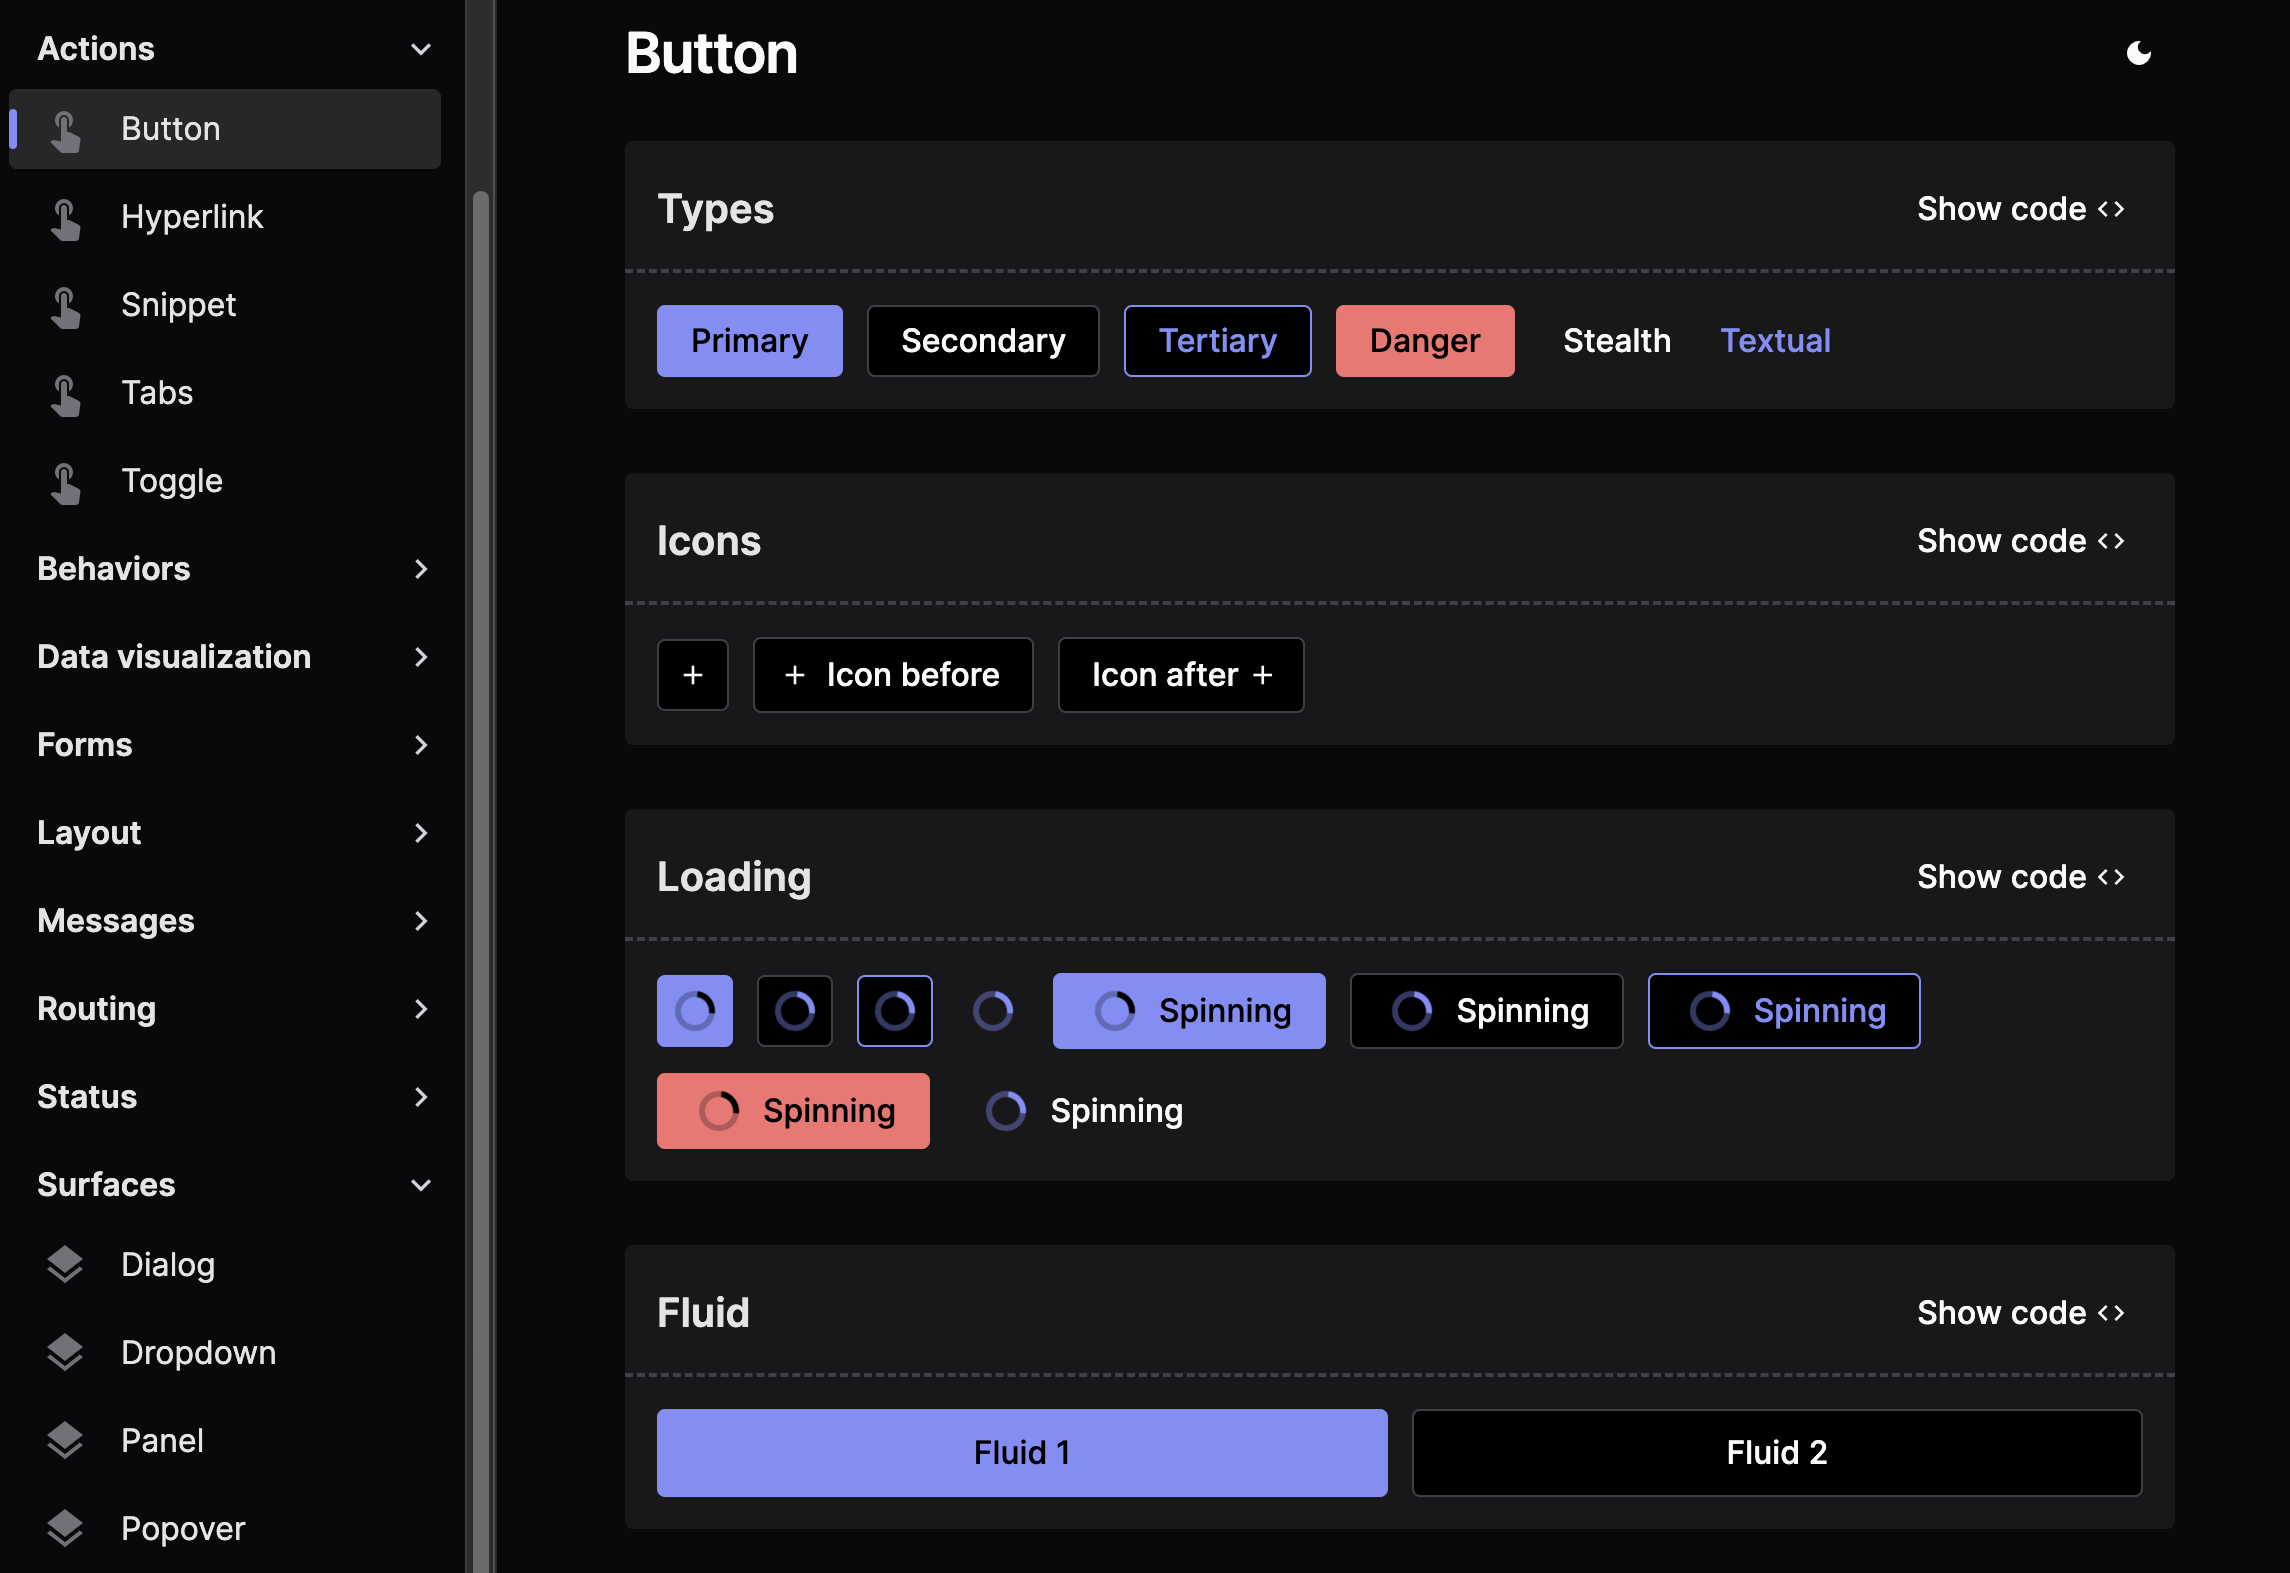 Actions
Button
Hyperlink
Snippet
Tabs
Toggle
Behaviors
Data visualization
Forms
Layout
Messages
Routing
Status
Surfaces
Dialog
Dropdown
Panel
Popover
Button
Types
Show code <>
Primary Secondary Tertiary Danger Stealth Textual
Icons
Show code <>
+ + Icon before Icon after +
Loading
Show code <>
Spinning Spinning Spinning
Spinning Spinning
Fluid
Show code <>
Fluid 1 Fluid 2